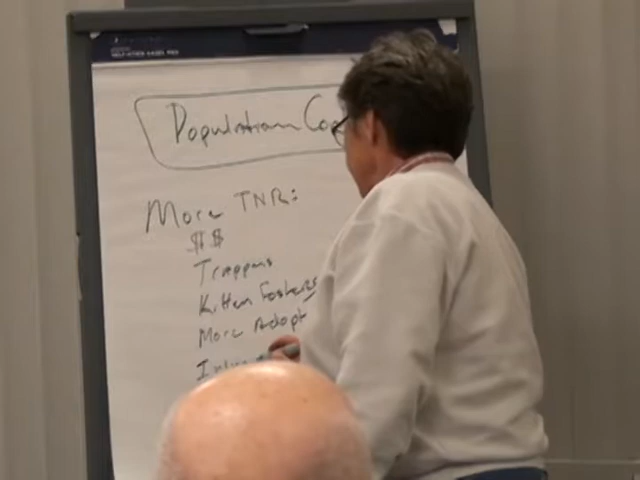 Population Co
More TNR:
$$
Trappers
Kitten Fosters
More Adopt